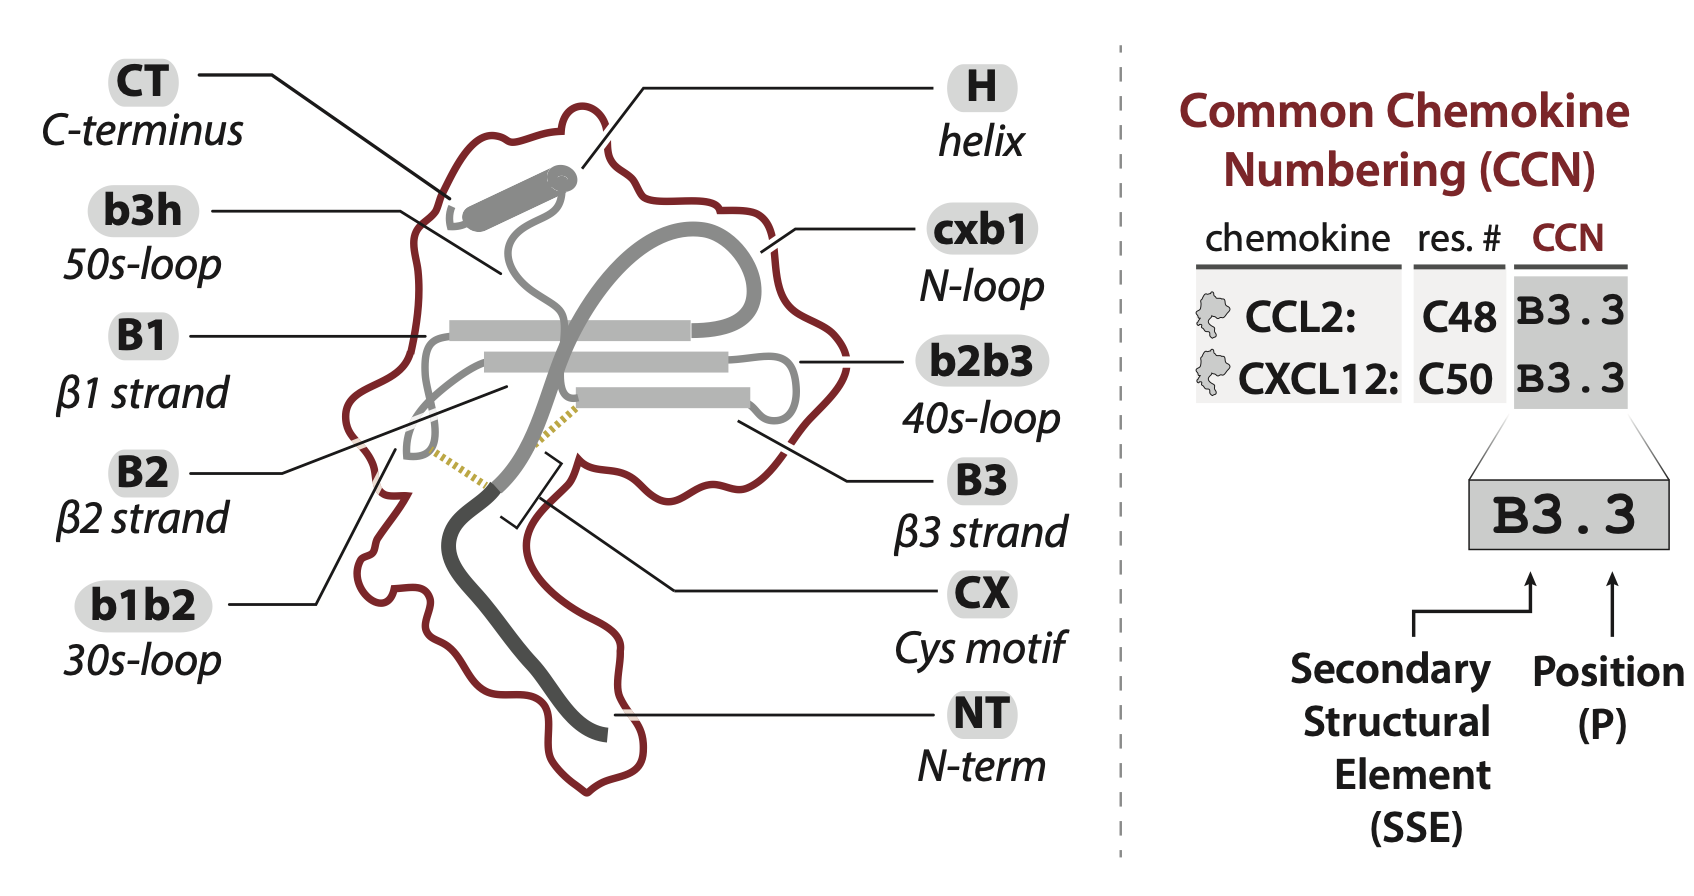 CT
C-terminus
b3h
50s-loop
B1
β1 strand
B2
β2 strand
b1b2
30s-loop
H
helix
cxb1
N-loop
b2b3
40s-loop
B3
β3 strand
CX
Cys motif
NT
N-term
Common Chemokine
Numbering (CCN)
chemokine res. # CCN
CCL2: C48 B3.3
CXCL12: C50 B3.3
B3.3
Secondary
Structural
Element
(SSE)
Position
(P)